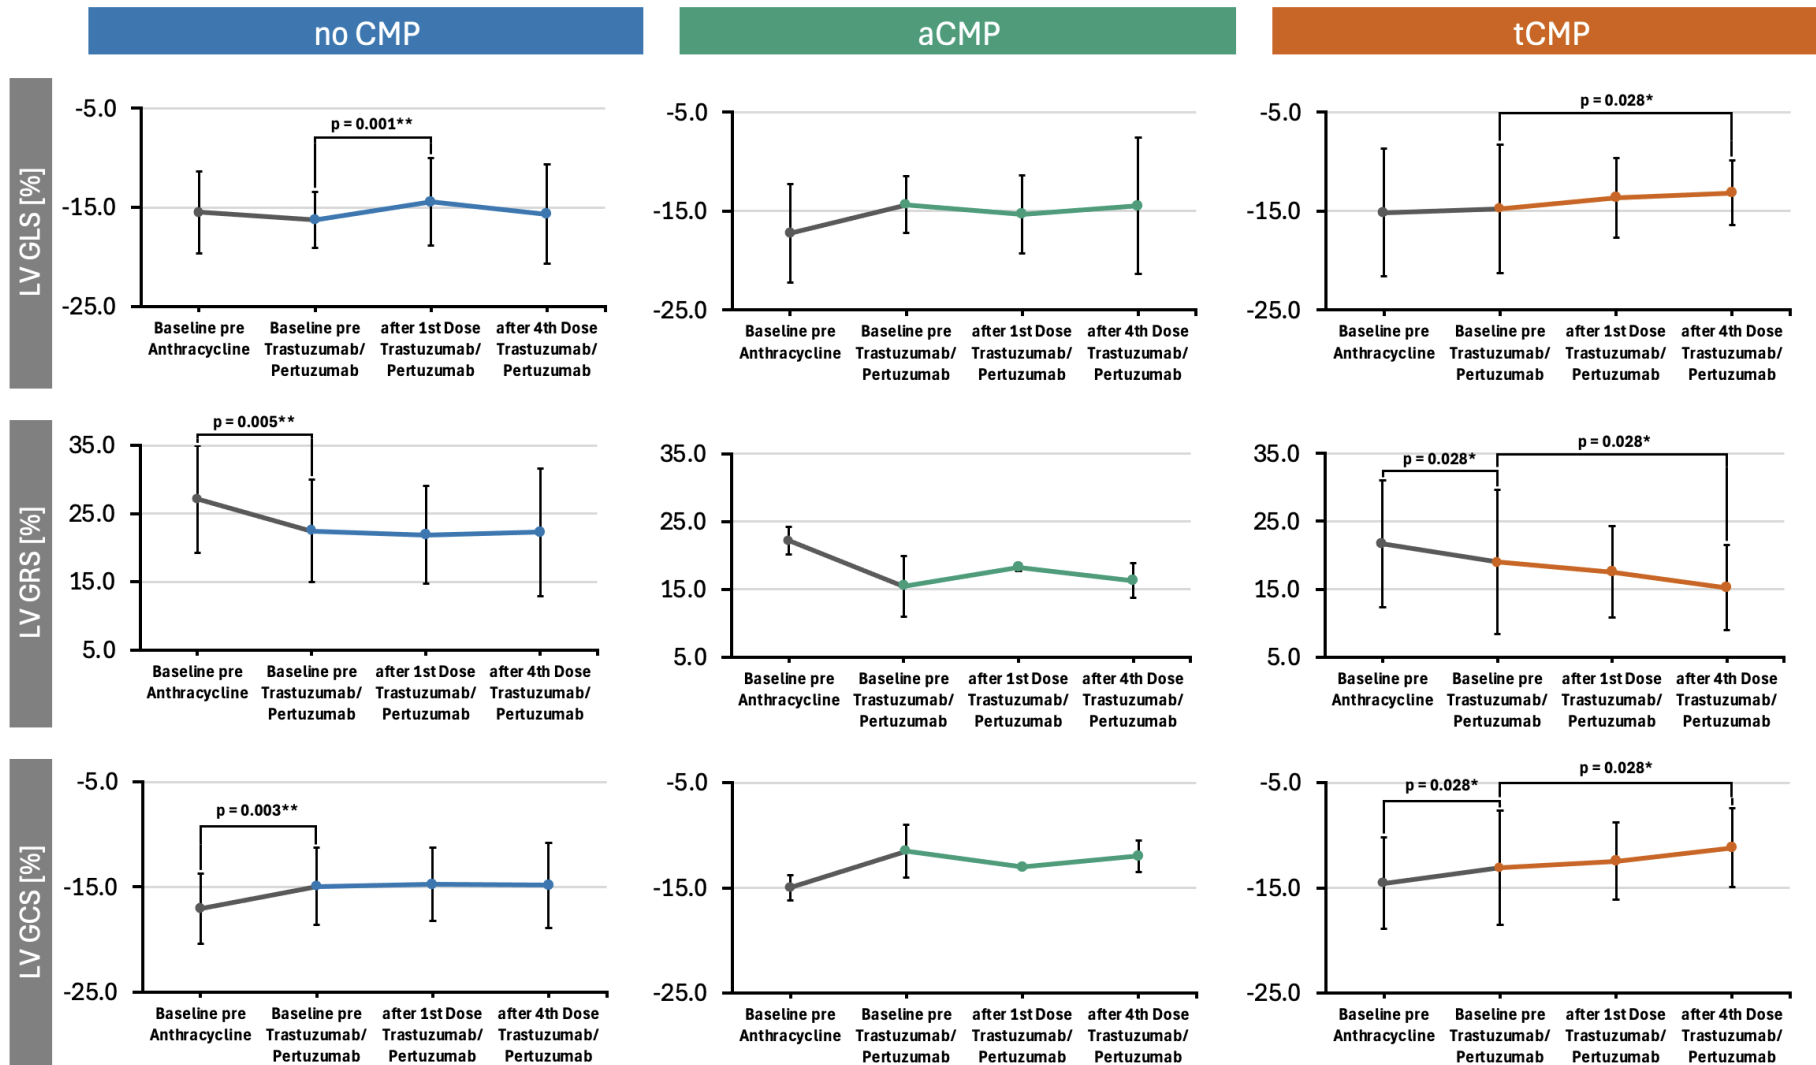 no CMP
aCMP
tCMP
LV GLS [%]
-5.0
-15.0
-25.0
p = 0.001**
Baseline pre
Anthracycline
Baseline pre
Trastuzumab/
Pertuzumab
after 1st Dose
Trastuzumab/
Pertuzumab
after 4th Dose
Trastuzumab/
Pertuzumab
-5.0
-15.0
-25.0
Baseline pre
Anthracycline
Baseline pre
Trastuzumab/
Pertuzumab
after 1st Dose
Trastuzumab/
Pertuzumab
after 4th Dose
Trastuzumab/
Pertuzumab
-5.0
-15.0
-25.0
p = 0.028*
Baseline pre
Anthracycline
Baseline pre
Trastuzumab/
Pertuzumab
after 1st Dose
Trastuzumab/
Pertuzumab
after 4th Dose
Trastuzumab/
Pertuzumab
LV GRS [%]
35.0
25.0
15.0
5.0
p = 0.005**
Baseline pre
Anthracycline
Baseline pre
Trastuzumab/
Pertuzumab
after 1st Dose
Trastuzumab/
Pertuzumab
after 4th Dose
Trastuzumab/
Pertuzumab
35.0
25.0
15.0
5.0
Baseline pre
Anthracycline
Baseline pre
Trastuzumab/
Pertuzumab
after 1st Dose
Trastuzumab/
Pertuzumab
after 4th Dose
Trastuzumab/
Pertuzumab
35.0
25.0
15.0
5.0
p = 0.028*
p = 0.028*
Baseline pre
Anthracycline
Baseline pre
Trastuzumab/
Pertuzumab
after 1st Dose
Trastuzumab/
Pertuzumab
after 4th Dose
Trastuzumab/
Pertuzumab
LV GCS [%]
-5.0
-15.0
-25.0
p = 0.003**
Baseline pre
Anthracycline
Baseline pre
Trastuzumab/
Pertuzumab
after 1st Dose
Trastuzumab/
Pertuzumab
after 4th Dose
Trastuzumab/
Pertuzumab
-5.0
-15.0
-25.0
Baseline pre
Anthracycline
Baseline pre
Trastuzumab/
Pertuzumab
after 1st Dose
Trastuzumab/
Pertuzumab
after 4th Dose
Trastuzumab/
Pertuzumab
-5.0
-15.0
-25.0
p = 0.028*
p = 0.028*
Baseline pre
Anthracycline
Baseline pre
Trastuzumab/
Pertuzumab
after 1st Dose
Trastuzumab/
Pertuzumab
after 4th Dose
Trastuzumab/
Pertuzumab